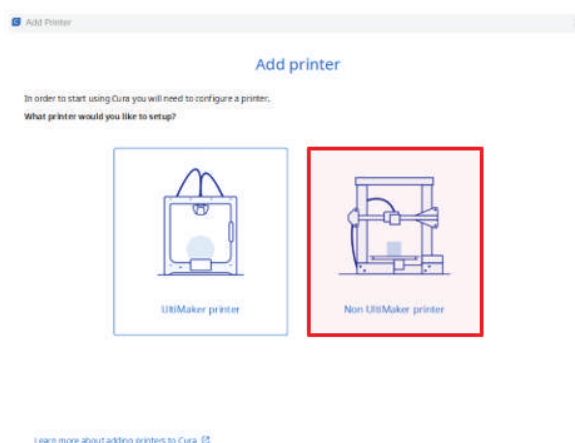 Add Printer
Add printer
In order to start using Cura you will need to configure a printer.
What printer would you like to setup?
UltiMaker printer
Non UltiMaker printer
Learn more about adding printers to Cura